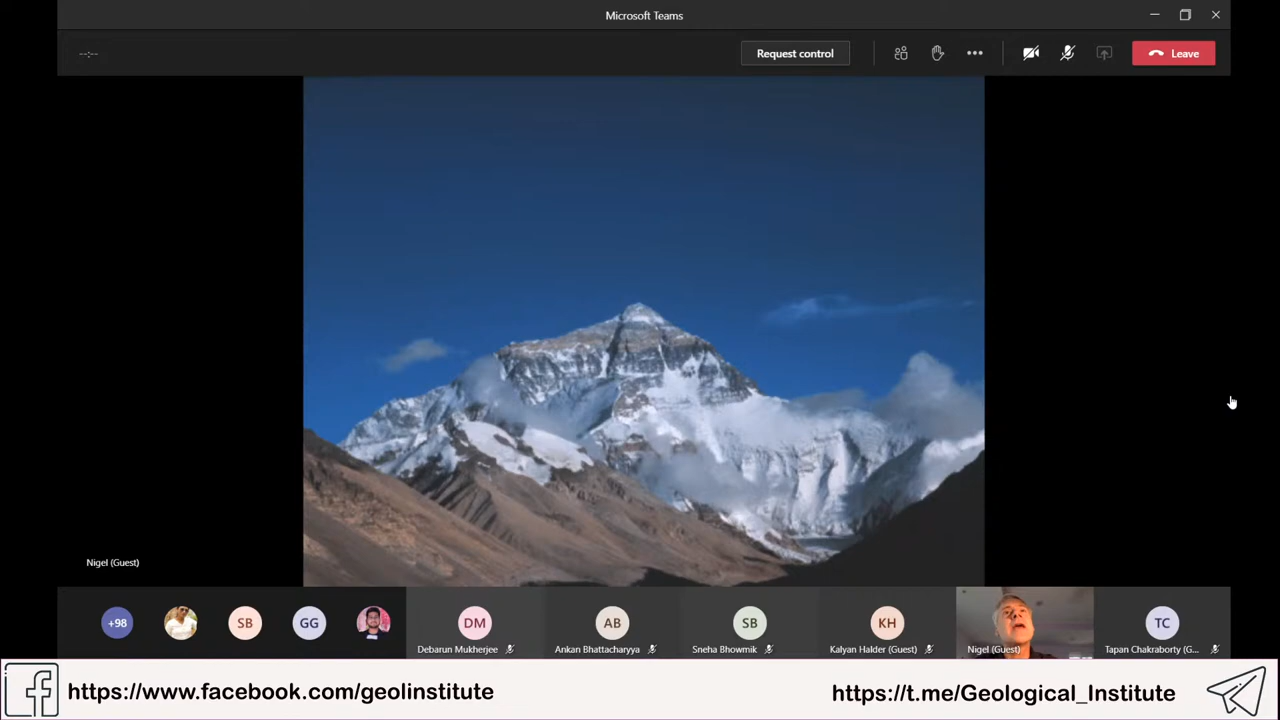 Microsoft Teams
--:--
Request control
Leave
Nigel (Guest)
+98
SB
GG
DM
AB
SB
KH
TC
Debarun Mukherjee
Ankan Bhattacharyya
Sneha Bhowmik
Kalyan Halder (Guest)
Nigel (Guest)
Tapan Chakraborty (G...
https://www.facebook.com/geolinstitute
https://t.me/Geological_Institute